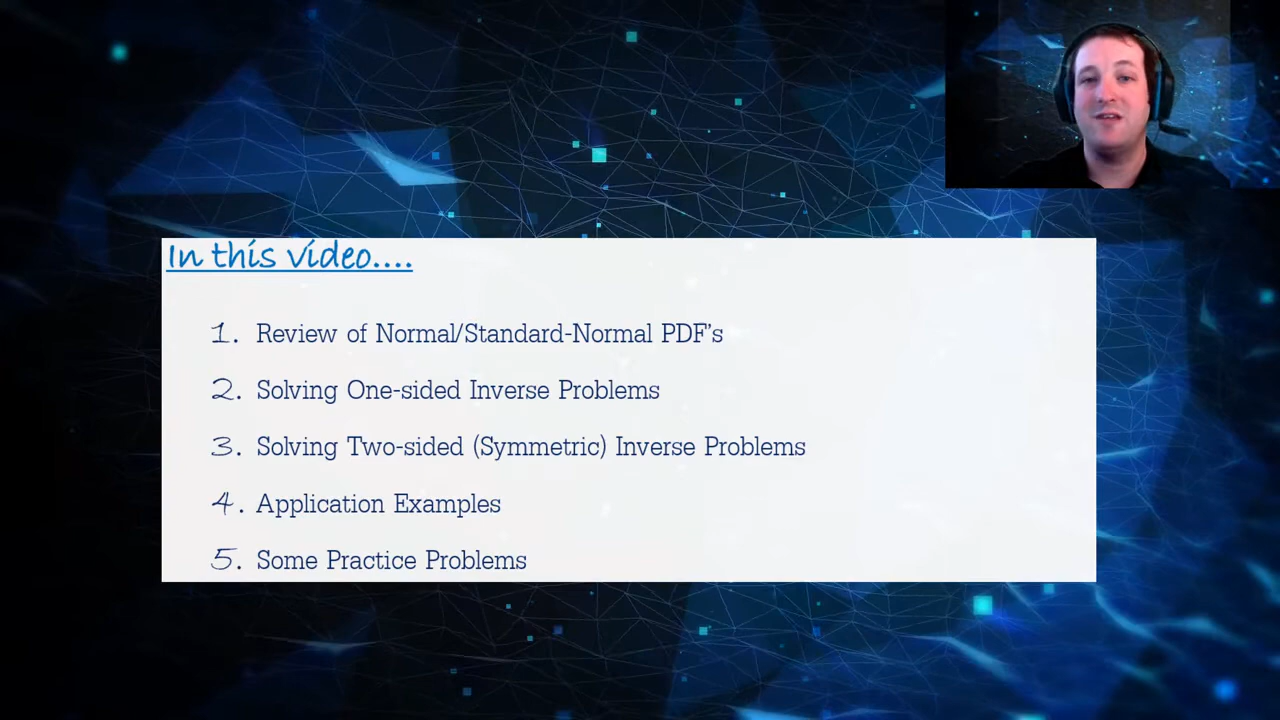 In this video....
1. Review of Normal/Standard-Normal PDF's
2. Solving One-sided Inverse Problems
3. Solving Two-sided (Symmetric) Inverse Problems
4. Application Examples
5. Some Practice Problems